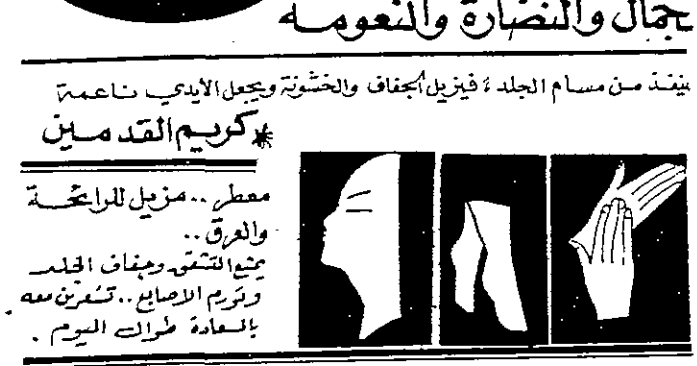 جمال والنضارة والنعومة
ينفذ من مسام الجلد ، فيزيل الجفاف والخشونة ويجعل الأيدي ناعمة
* كريم القدمين
معطر .. مزيل للرائحة
والعرق ..
يمنع التشقق وجفاف الجلد
وتورم الاصابع .. تشعرين معه
بالسعادة طوال اليوم .